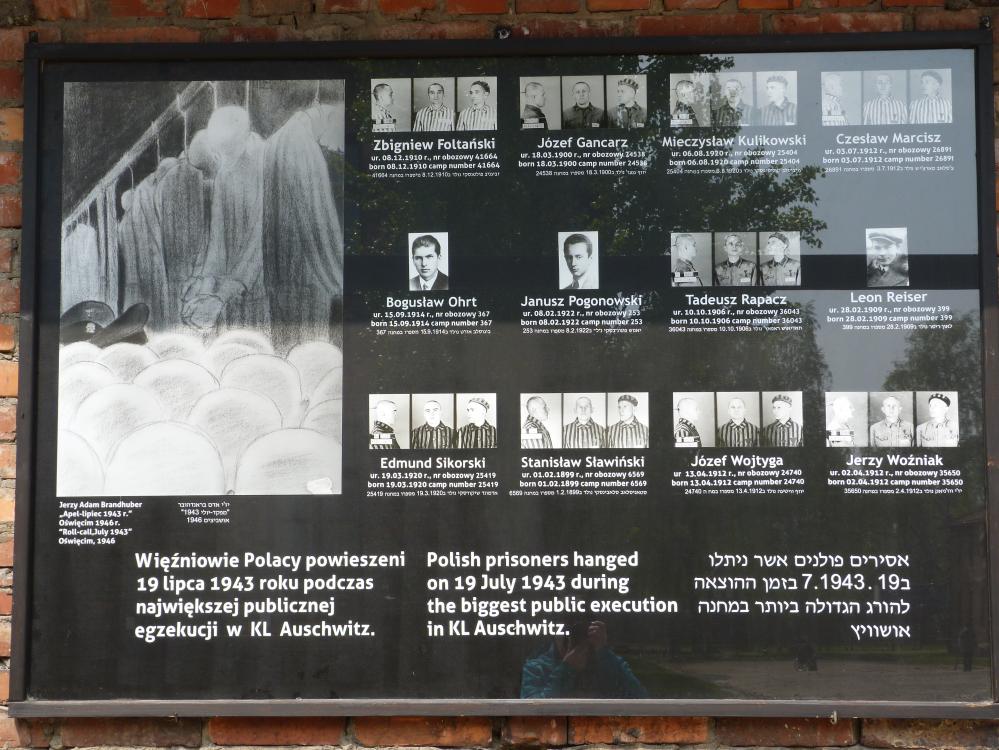 Zbigniew Foltański
ur. 08.12.1910 r., nr obozowy 41664
born 08.12.1910 camp number 41664
Józef Gancarz
ur. 18.03.1900 r., nr obozowy 24538
born 18.03.1900 camp number 24538
Mieczysław Kulikowski
ur. 06.08.1920 r., nr obozowy 25404
born 06.08.1920 camp number 25404
Czesław Marcisz
ur. 03.07.1912 r., nr obozowy 26891
born 03.07.1912 camp number 26891
Bogusław Ohrt
ur. 15.09.1914 r., nr obozowy 367
born 15.09.1914 camp number 367
Janusz Pogonowski
ur. 08.02.1922 r., nr obozowy 253
born 08.02.1922 camp number 253
Tadeusz Rapacz
ur. 10.10.1906 r., nr obozowy 36043
born 10.10.1906 camp number 36043
Leon Reiser
ur. 28.02.1909 r., nr obozowy 399
born 28.02.1909 camp number 399
Edmund Sikorski
ur. 19.03.1920 r., nr obozowy 25419
born 19.03.1920 camp number 25419
Stanisław Stawiński
ur. 01.02.1899 r., nr obozowy 6569
born 01.02.1899 camp number 6569
Józef Wojtyga
ur. 13.04.1912 r., nr obozowy 24740
born 13.04.1912 camp number 24740
Jerzy Woźniak
ur. 02.04.1912 r., nr obozowy 35650
born 02.04.1912 camp number 35650
Jerzy Adam Brandhuber
„Apel-lipiec 1943 r.”
Oświęcim 1946 r.
"Roll-call,July 1943"
Oświęcim, 1946
יז'י אדם בראנדהובר
"מפקד-יולי 1943"
אושביצים 1946
Więźniowie Polacy powieszeni
19 lipca 1943 roku podczas
największej publicznej
egzekucji w KL Auschwitz.
Polish prisoners hanged
on 19 July 1943 during
the biggest public execution
in KL Auschwitz.
אסירים פולנים אשר ניתלו
ב19.7.1943 בזמן ההוצאה
להורג הגדולה ביותר במחנה
אושוויץ